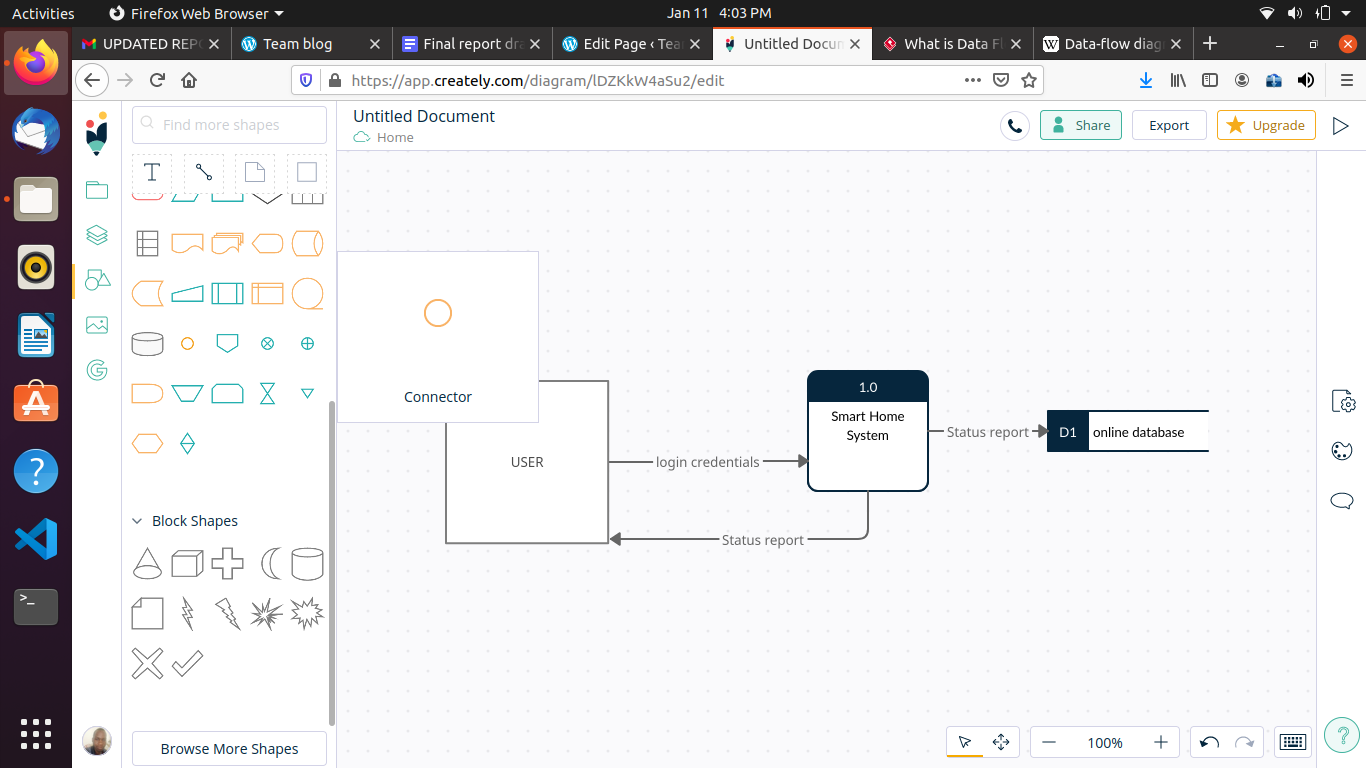 Activities
Firefox Web Browser
Jan 11 4:03 PM
UPDATED REPO
Team blog
Final report dra
Edit Page ‹ Tea
Untitled Docum
What is Data Fl
Data-flow diag
https://app.creately.com/diagram/lDZKkW4aSu2/edit
Find more shapes
Untitled Document
Home
Share
Export
Upgrade
T
Connector
USER
login credentials
1.0
Smart Home
System
Status report
D1
online database
Status report
Block Shapes
Browse More Shapes
100%